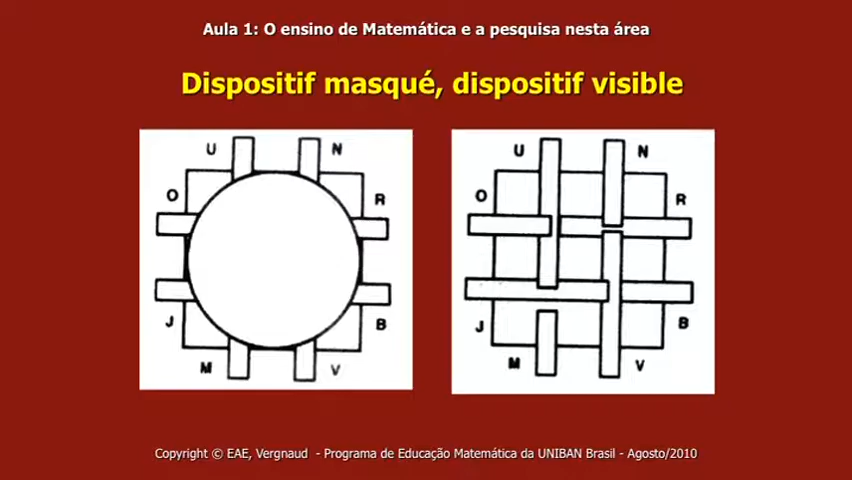 Aula 1: O ensino de Matemática e a pesquisa nesta área
Dispositif masqué, dispositif visible
U N
O R
J B
M V
U N
O R
J B
M V
Copyright © EAE, Vergnaud - Programa de Educação Matemática da UNIBAN Brasil - Agosto/2010